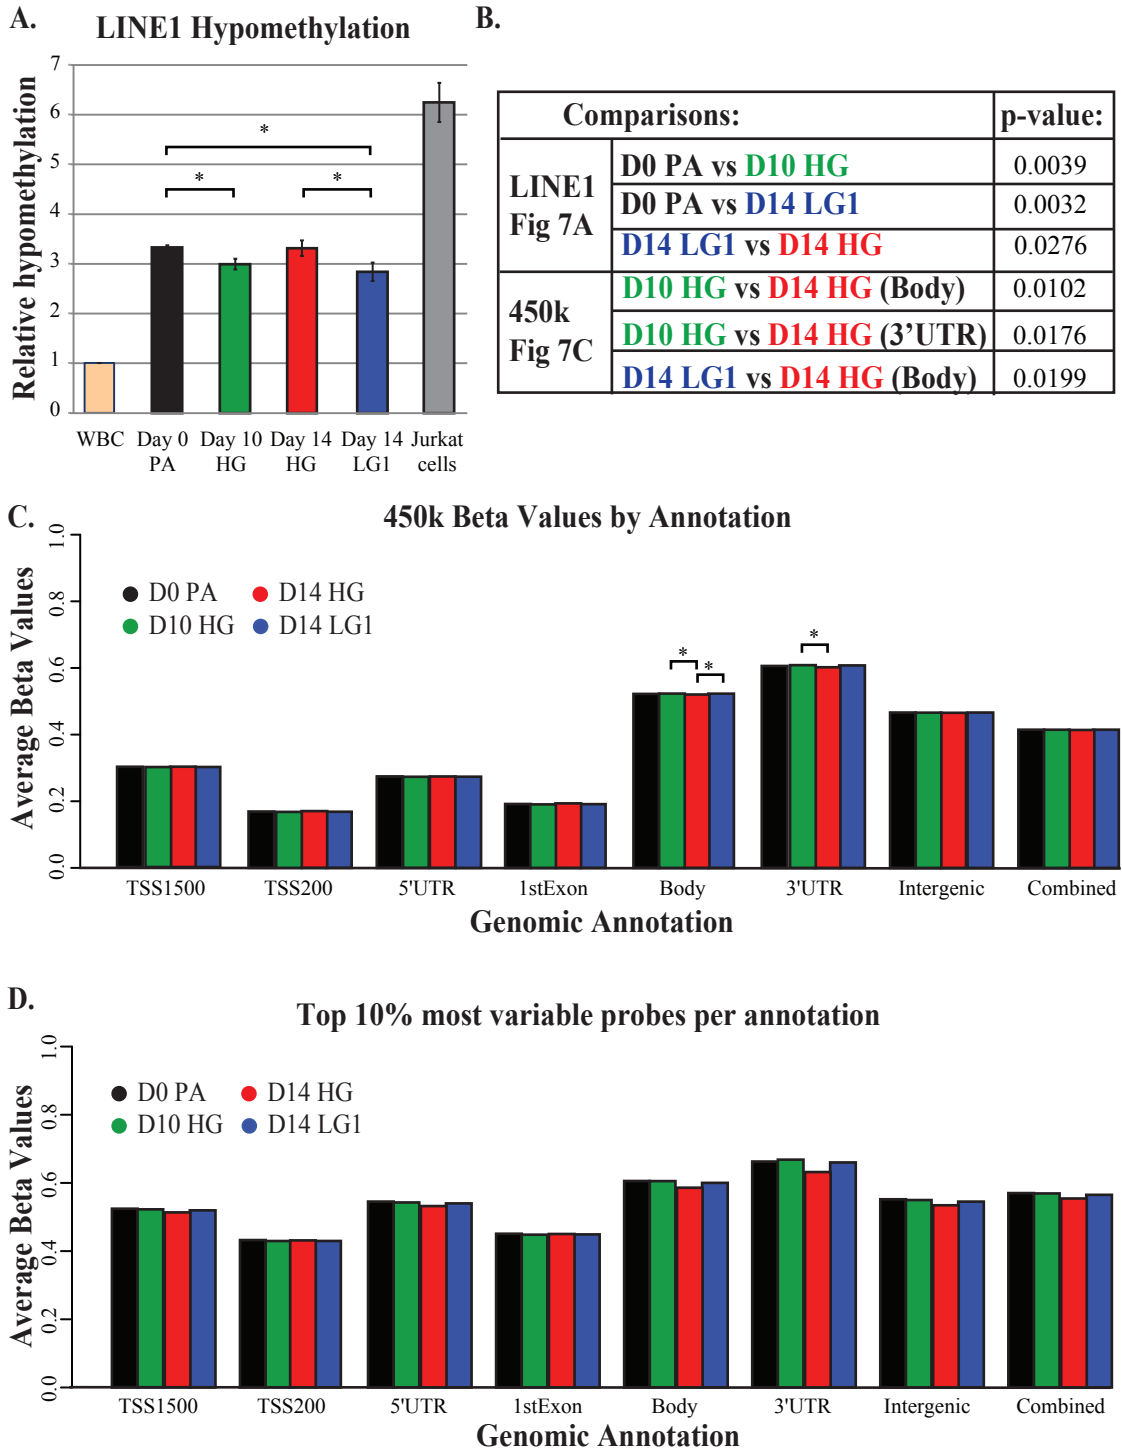 A.
LINE1 Hypomethylation
Relative hypomethylation
7
6
5
4
3
2
1
0
*
*
*
WBC
Day 0 PA
Day 10 HG
Day 14 HG
Day 14 LG1
Jurkat cells
B.
Comparisons: p-value:
LINE1 Fig 7A
D0 PA vs D10 HG 0.0039
D0 PA vs D14 LG1 0.0032
D14 LG1 vs D14 HG 0.0276
450k Fig 7C
D10 HG vs D14 HG (Body) 0.0102
D10 HG vs D14 HG (3’UTR) 0.0176
D14 LG1 vs D14 HG (Body) 0.0199
C.
450k Beta Values by Annotation
Average Beta Values
1.0
0.8
0.6
0.4
0.2
0.0
D0 PA D14 HG
D10 HG D14 LG1
*
*
*
TSS1500 TSS200 5'UTR 1stExon Body 3'UTR Intergenic Combined
Genomic Annotation
D.
Top 10% most variable probes per annotation
Average Beta Values
1.0
0.8
0.6
0.4
0.2
0.0
D0 PA D14 HG
D10 HG D14 LG1
TSS1500 TSS200 5'UTR 1stExon Body 3'UTR Intergenic Combined
Genomic Annotation